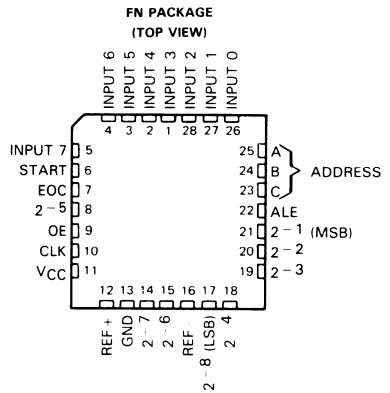 FN PACKAGE
(TOP VIEW)
INPUT 6
INPUT 5
INPUT 4
INPUT 3
INPUT 2
INPUT 1
INPUT 0
4 3 2 1 28 27 26
INPUT 7 5
START 6
EOC 7
2-5 8
OE 9
CLK 10
VCC 11
25 A
24 B
23 C
ADDRESS
22 ALE
21 2-1 (MSB)
20 2-2
19 2-3
12 13 14 15 16 17 18
REF+
GND
2-7
2-6
REF-
2-8 (LSB)
2 4